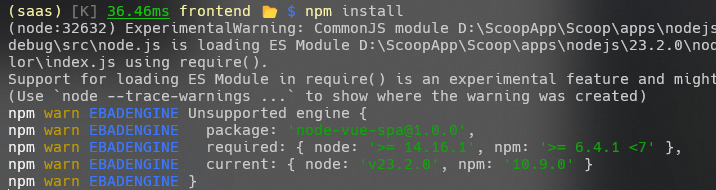 (saas) [K] 36.46ms frontend 📂 $ npm install
(node:32632) ExperimentalWarning: CommonJS module D:\ScoopApp\Scoop\apps\nodejs
debug\src\node.js is loading ES Module D:\ScoopApp\Scoop\apps\nodejs\23.2.0\nod
lor\index.js using require().
Support for loading ES Module in require() is an experimental feature and might
(Use `node --trace-warnings ...` to show where the warning was created)
npm warn EBADENGINE Unsupported engine {
npm warn EBADENGINE   package: 'node-vue-spa@1.0.0',
npm warn EBADENGINE   required: { node: '>= 14.16.1', npm: '>= 6.4.1 <7' },
npm warn EBADENGINE   current: { node: 'v23.2.0', npm: '10.9.0' }
npm warn EBADENGINE }